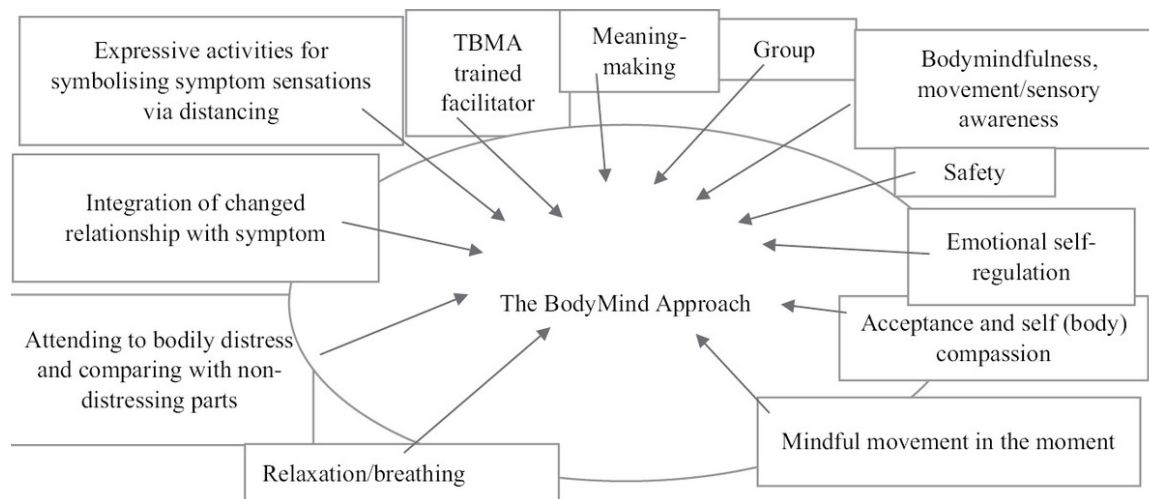 Expressive activities for
symbolising symptom sensations
via distancing
TBMA
trained
facilitator
Meaning-
making
Group
Bodymindfulness,
movement/sensory
awareness
Safety
Integration of changed
relationship with symptom
Emotional self-
regulation
The BodyMind Approach
Acceptance and self (body)
compassion
Attending to bodily distress
and comparing with non-
distressing parts
Mindful movement in the moment
Relaxation/breathing